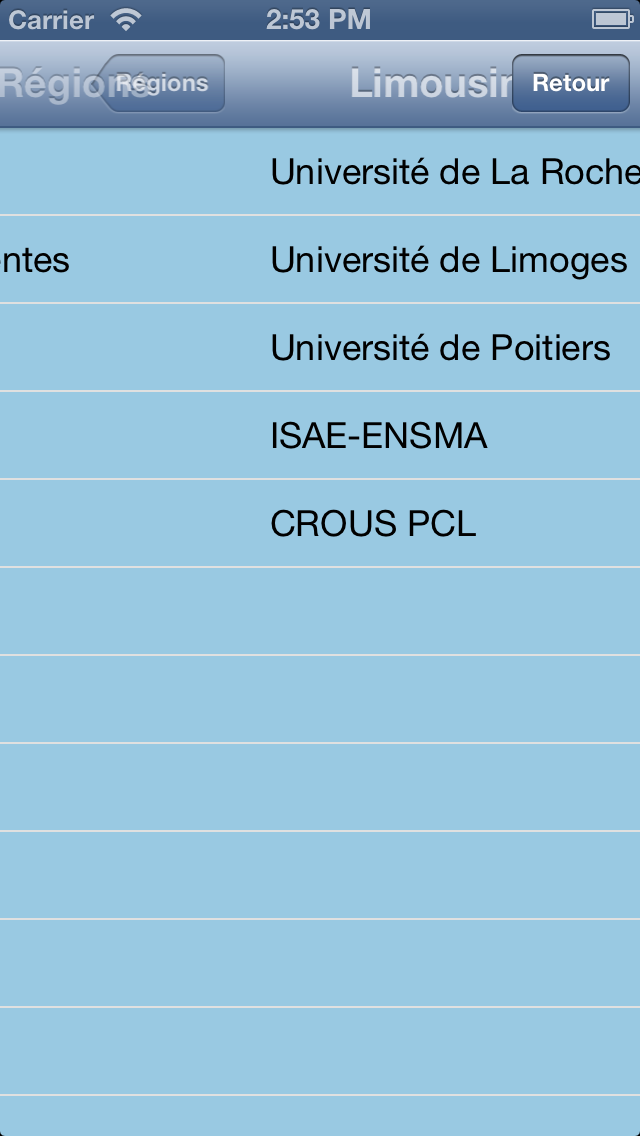 Carrier 2:53 PM
Régions Régions Limousin Retour
Université de La Roche
ntes Université de Limoges
Université de Poitiers
ISAE-ENSMA
CROUS PCL